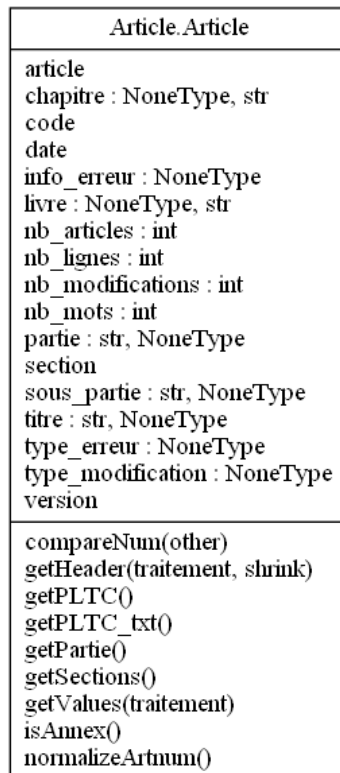 Article.Article
article
chapitre : NoneType, str
code
date
info_erreur : NoneType
livre : NoneType, str
nb_articles : int
nb_lignes : int
nb_modifications : int
nb_mots : int
partie : str, NoneType
section
sous_partie : str, NoneType
titre : str, NoneType
type_erreur : NoneType
type_modification : NoneType
version
compareNum(other)
getHeader(traitement, shrink)
getPLTC()
getPLTC_txt()
getPartie()
getSections()
getValues(traitement)
isAnnex()
normalizeArtnum()